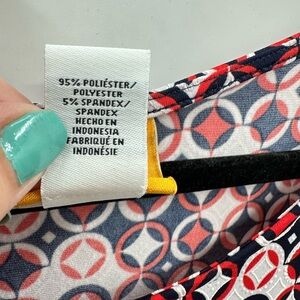 95% POLIÉSTER/
POLYESTER
5% SPANDEX/
SPANDEX
HECHO EN
INDONESIA
FABRIQUÉ EN
INDONÉSIE